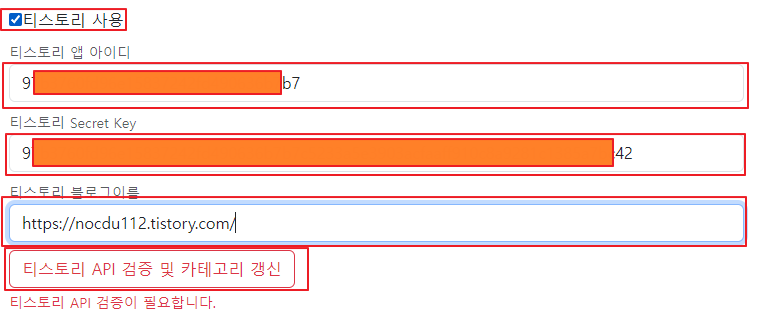 티스토리 사용
티스토리 앱 아이디
9 b7
티스토리 Secret Key
9 42
티스토리 블로그이름
https://nocdu112.tistory.com/
티스토리 API 검증 및 카테고리 갱신
티스토리 API 검증이 필요합니다.